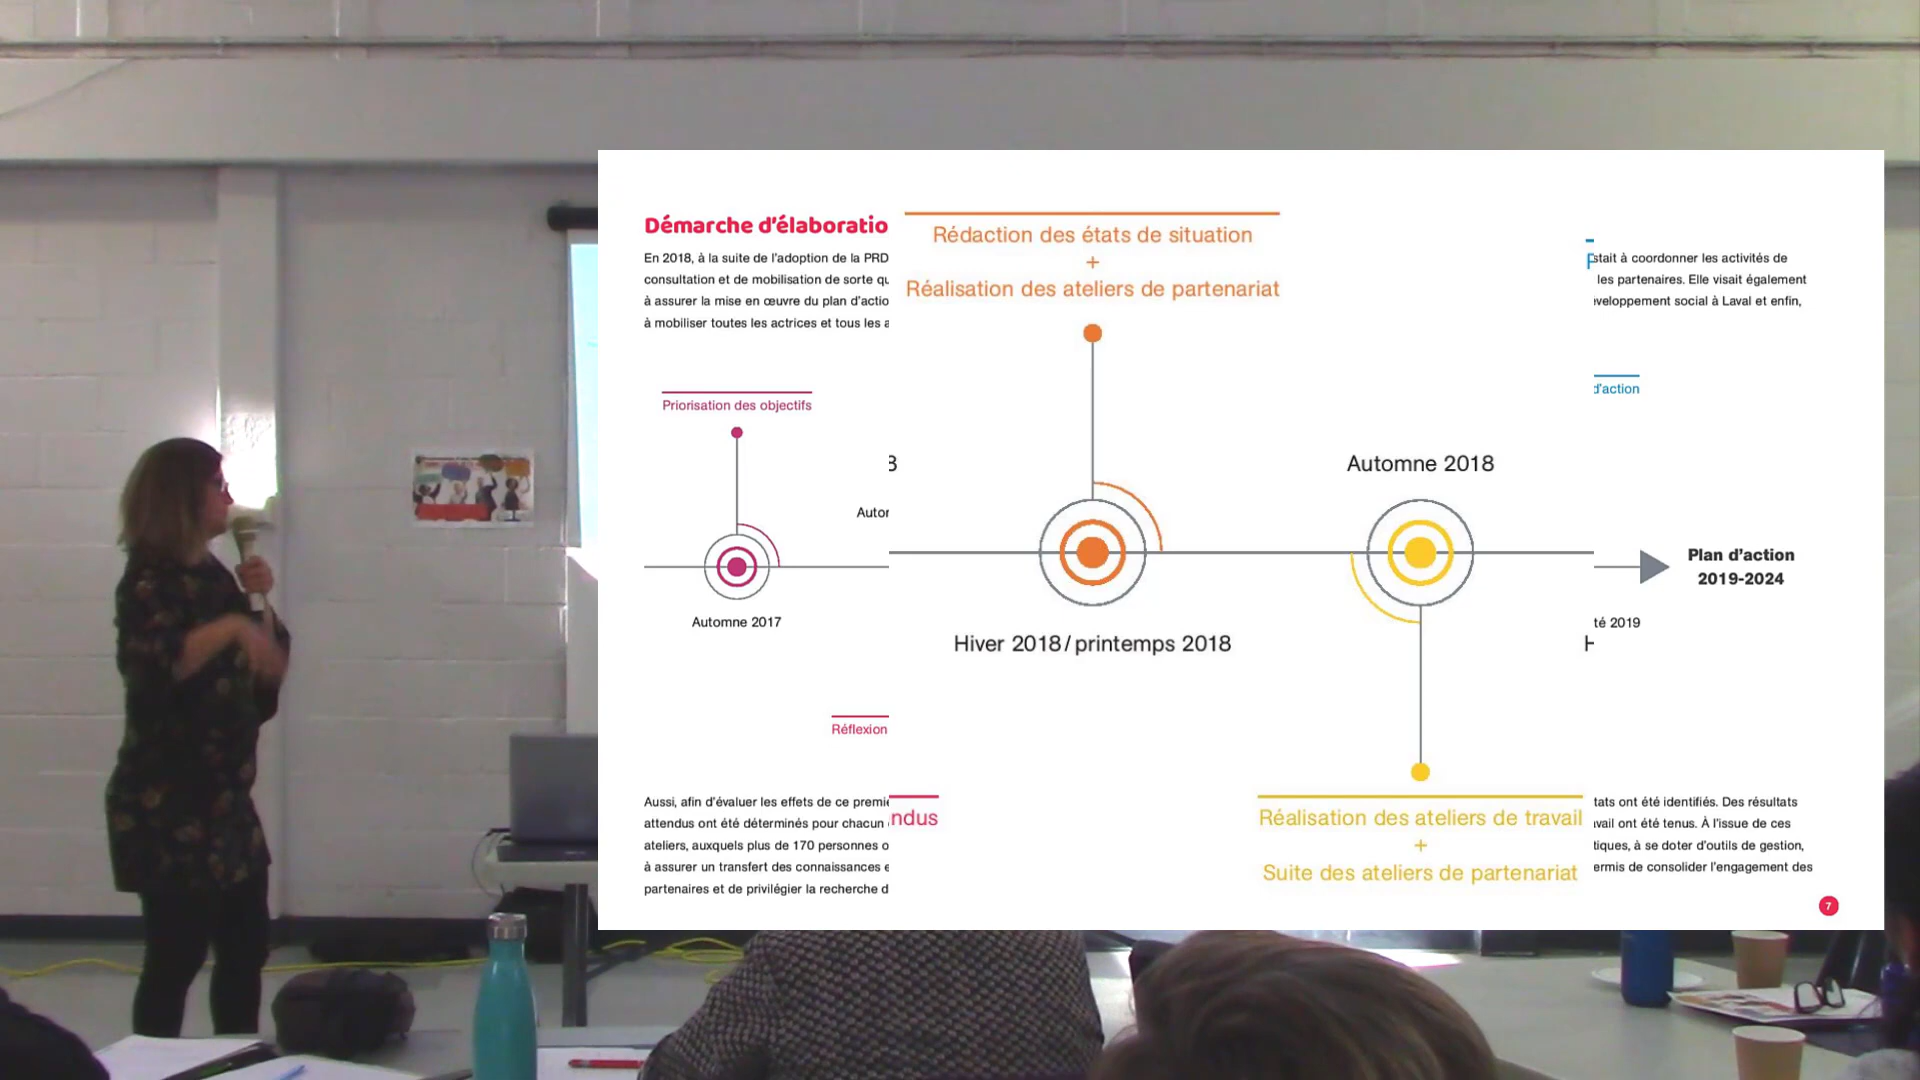 Démarche d'élaboratio
En 2018, à la suite de l'adoption de la PRD
consultation et de mobilisation de sorte qu
à assurer la mise en œuvre du plan d'actio
à mobiliser toutes les actrices et tous les a
Rédaction des états de situation
+
Réalisation des ateliers de partenariat
stait à coordonner les activités de
les partenaires. Elle visait également
veloppement social à Laval et enfin,
d'action
Priorisation des objectifs
Automne 2018
Autor
Plan d'action
2019-2024
Automne 2017
té 2019
Hiver 2018/printemps 2018
Réflexion
ndus
Réalisation des ateliers de travail
+
Suite des ateliers de partenariat
Aussi, afin d'évaluer les effets de ce premie
attendus ont été déterminés pour chacun
ateliers, auxquels plus de 170 personnes o
à assurer un transfert des connaissances e
partenaires et de privilégier la recherche d
tats ont été identifiés. Des résultats
vail ont été tenus. À l'issue de ces
tiques, à se doter d'outils de gestion,
ermis de consolider l'engagement des
7